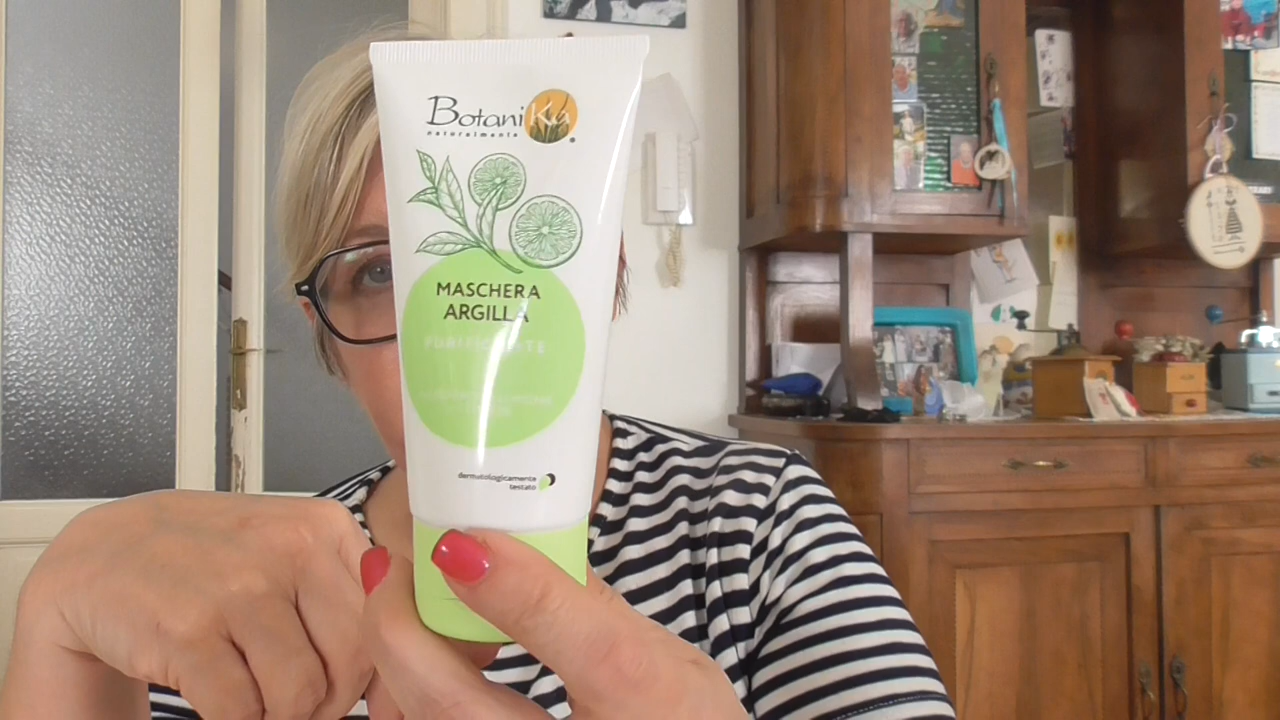 BotaniKa
naturalmente
MASCHERA
ARGILLA
PURIFICANTE
dermatologicamente
testato